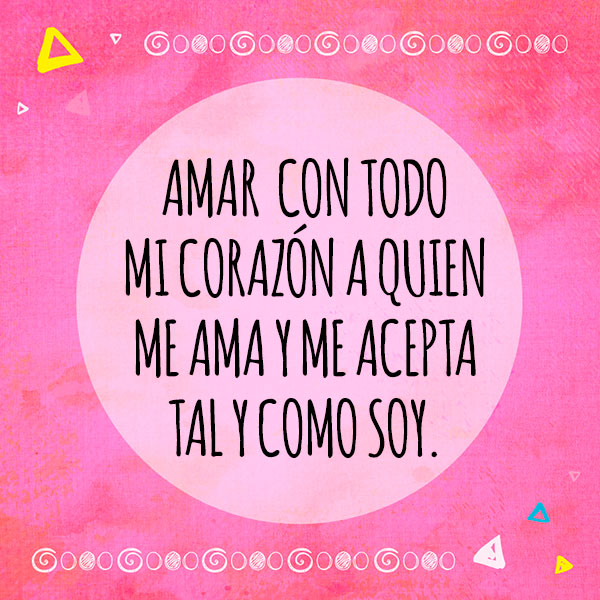 AMAR CON TODO
MI CORAZÓN A QUIEN
ME AMA Y ME ACEPTA
TAL Y COMO SOY.